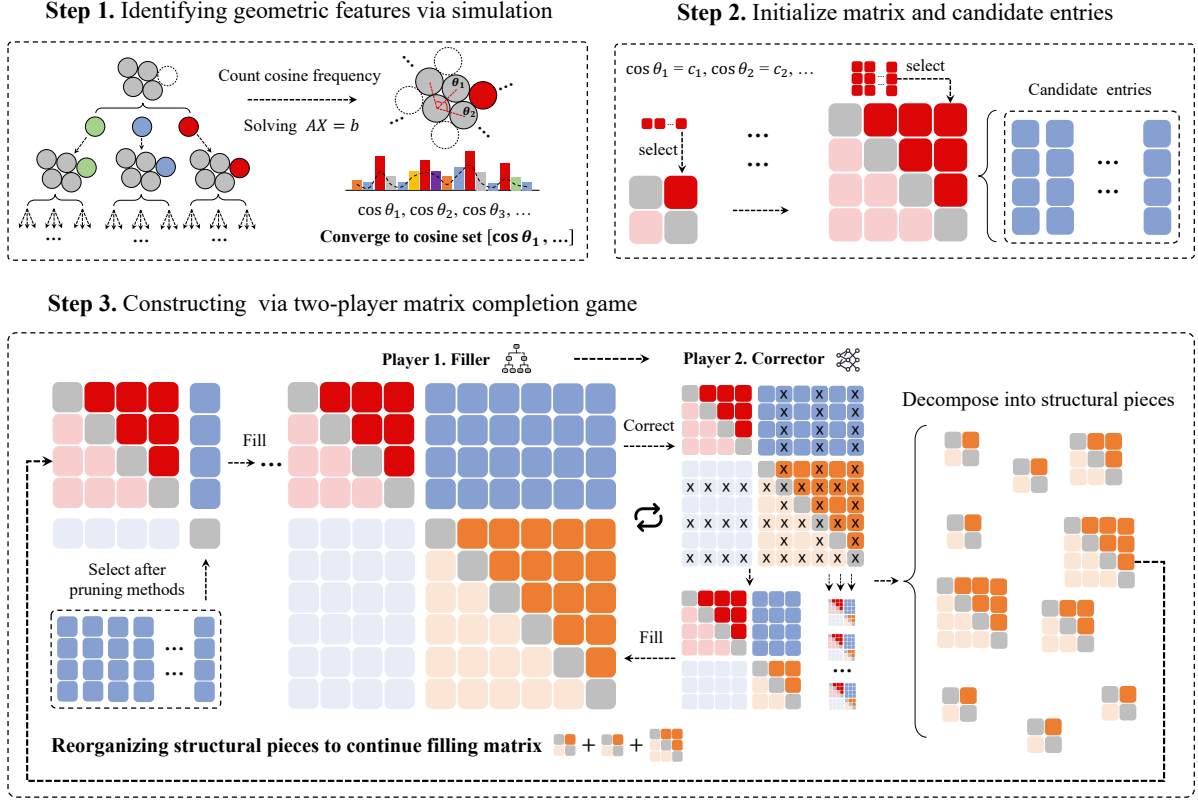 Step 1. Identifying geometric features via simulation
Count cosine frequency
Solving AX = b
θ₁
θ₂
...
...
...
cos θ₁, cos θ₂, cos θ₃, ...
Converge to cosine set [cos θ₁, ...]
Step 2. Initialize matrix and candidate entries
cos θ₁ = c₁, cos θ₂ = c₂, ...
select
select
...
...
Candidate entries
...
...
Step 3. Constructing via two-player matrix completion game
Player 1. Filler
Player 2. Corrector
Fill
...
Correct
X X X
X X X
X X X
X X X
X X X
X X X X X X X X X
X X X
X X X X X X X X X
X X X
X X X X X X X X X X
Decompose into structural pieces
Select after
pruning methods
...
...
Fill
...
Reorganizing structural pieces to continue filling matrix
+ +